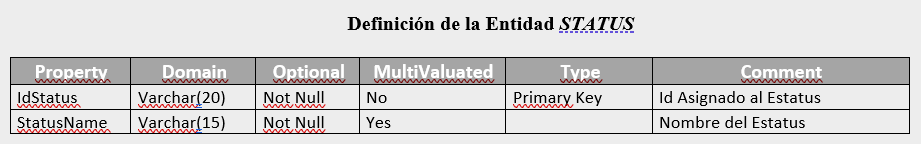 Definición de la Entidad STATUS
Property Domain Optional MultiValuated Type Comment
IdStatus Varchar(20) Not Null No Primary Key Id Asignado al Estatus
StatusName Varchar(15) Not Null Yes Nombre del Estatus